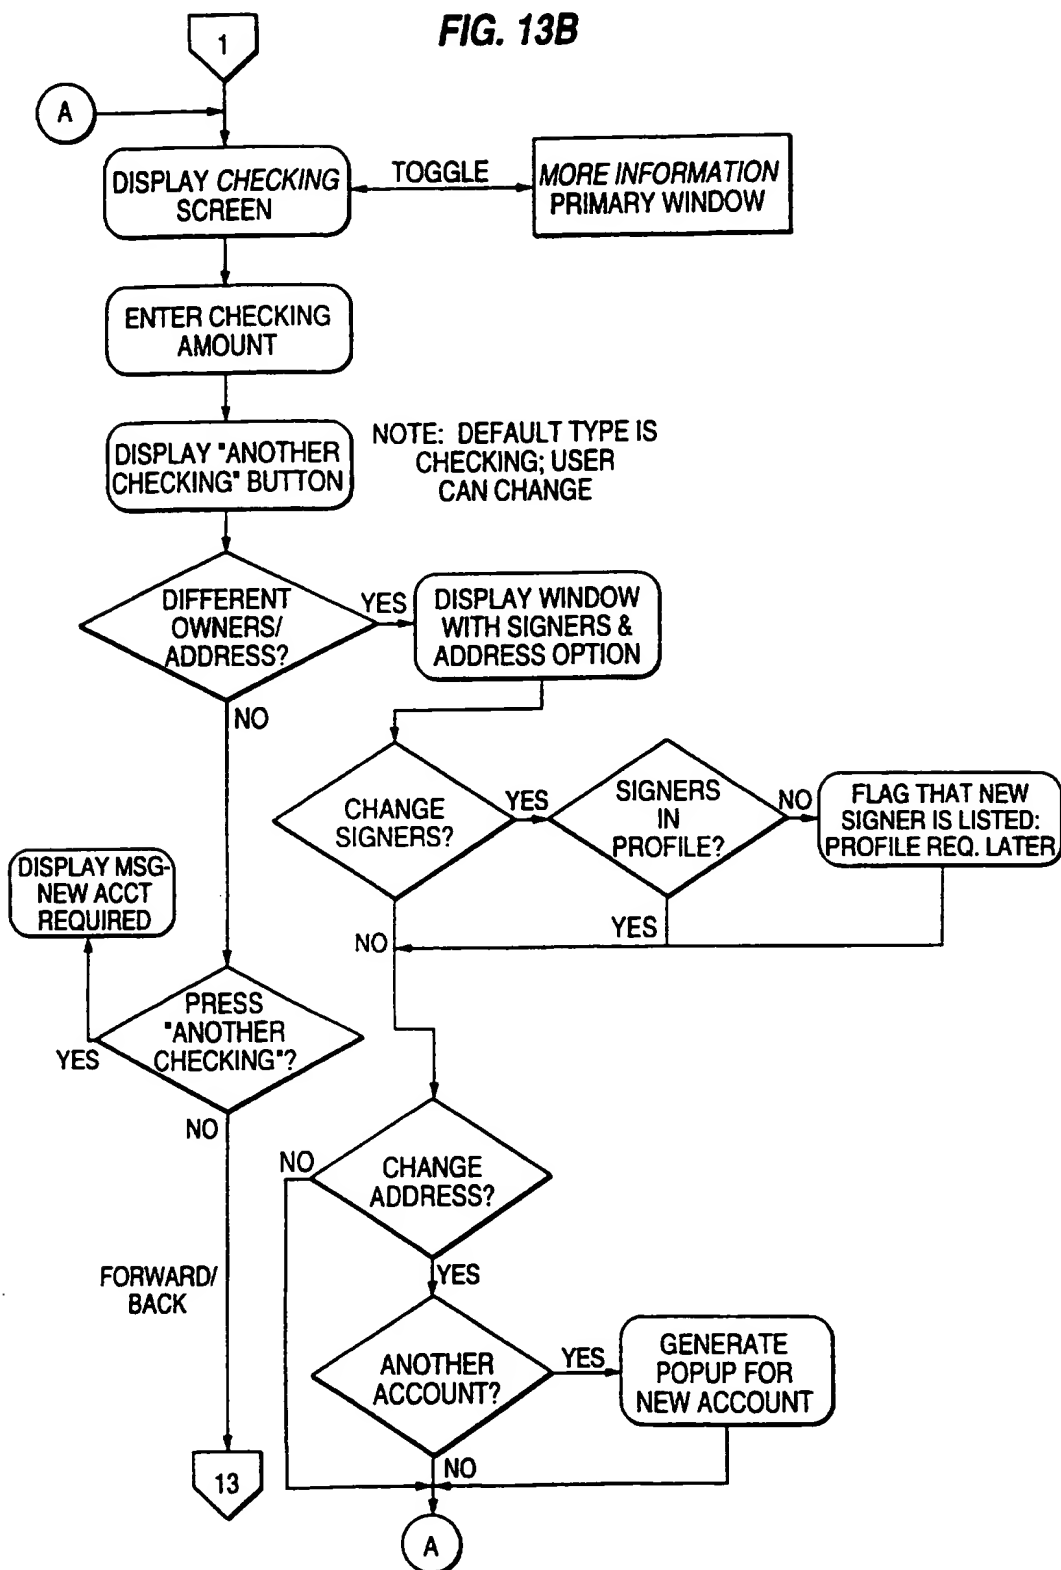 FIG. 13B
1
A
DISPLAY CHECKING
SCREEN
TOGGLE
MORE INFORMATION
PRIMARY WINDOW
ENTER CHECKING
AMOUNT
DISPLAY "ANOTHER
CHECKING" BUTTON
NOTE: DEFAULT TYPE IS
CHECKING; USER
CAN CHANGE
DIFFERENT
OWNERS/
ADDRESS?
YES
DISPLAY WINDOW
WITH SIGNERS &
ADDRESS OPTION
NO
CHANGE
SIGNERS?
YES
SIGNERS
IN
PROFILE?
NO
FLAG THAT NEW
SIGNER IS LISTED:
PROFILE REQ. LATER
DISPLAY MSG-
NEW ACCT
REQUIRED
NO
YES
PRESS
"ANOTHER
CHECKING"?
YES
NO
NO
CHANGE
ADDRESS?
YES
FORWARD/
BACK
ANOTHER
ACCOUNT?
YES
GENERATE
POPUP FOR
NEW ACCOUNT
NO
13
A